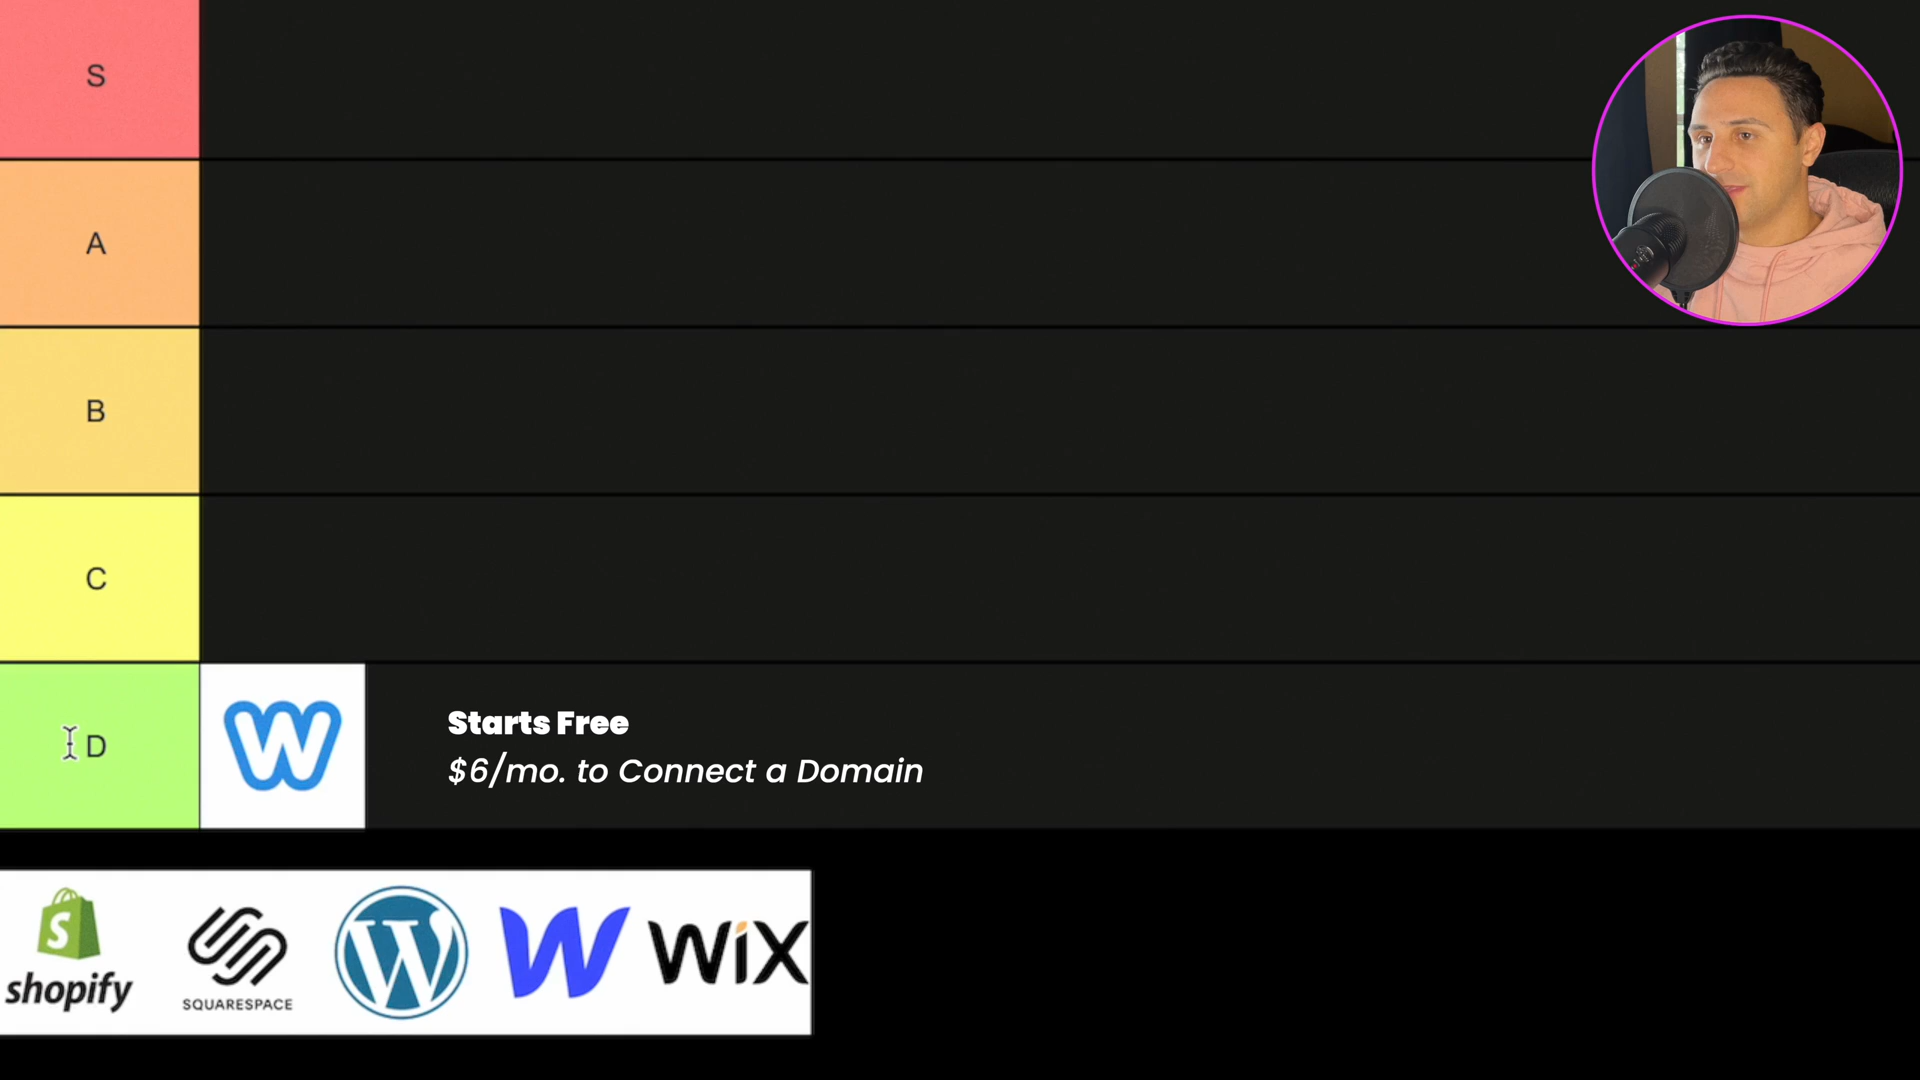 S
A
B
C
D
Starts Free
$6/mo. to Connect a Domain
shopify
SQUARESPACE
WiX